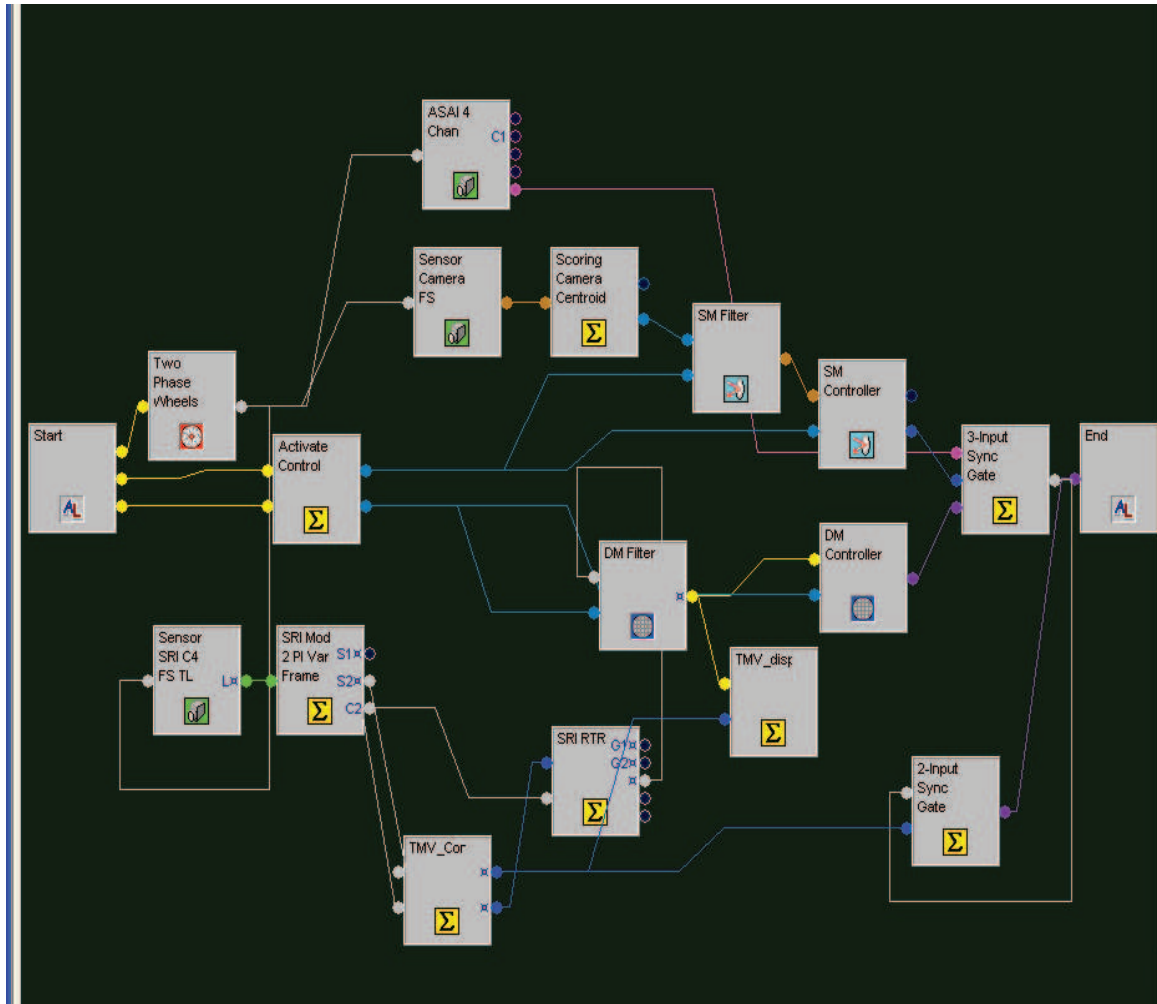 ASAI 4
Chan
C1
Sensor
Camera
FS
Scoring
Camera
Centroid
SM Filter
Two
Phase
Wheels
SM
Controller
Start
AL
Activate
Control
3-Input
Sync
Gate
End
AL
DM Filter
DM
Controller
Sensor
SRI C4
FS TL
L
SRI Mod
2 PI Var
Frame
S1
S2
C2
TMV_disp
SRI RTR
G1
G2
2-Input
Sync
Gate
TMV_Cor